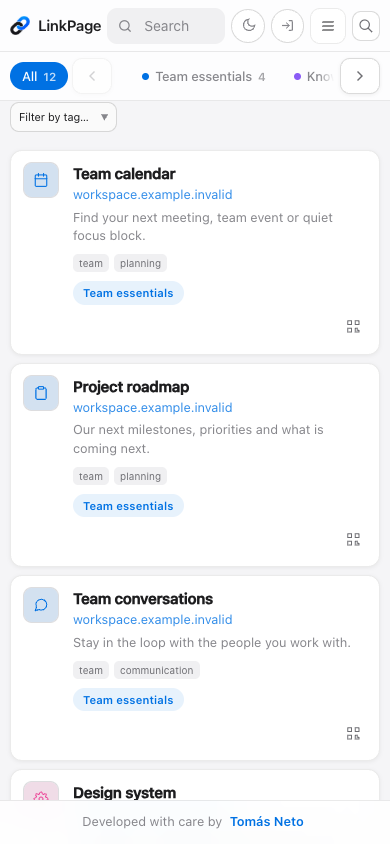 LinkPage
Search
All 12
Team essentials 4
Kno
Filter by tag...
Team calendar
workspace.example.invalid
Find your next meeting, team event or quiet
focus block.
team planning
Team essentials
Project roadmap
workspace.example.invalid
Our next milestones, priorities and what is
coming next.
team planning
Team essentials
Team conversations
workspace.example.invalid
Stay in the loop with the people you work with.
team communication
Team essentials
Design system
Developed with care by Tomás Neto